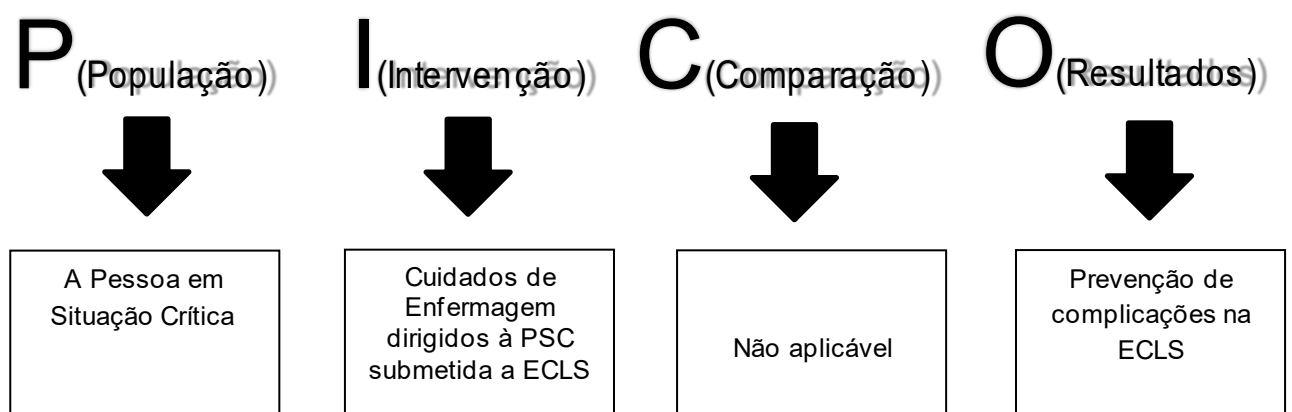 P (População) I (Intervenção) C (Comparação) O (Resultados)
A Pessoa em
Situação Crítica
Cuidados de
Enfermagem
dirigidos à PSC
submetida a ECLS
Não aplicável
Prevenção de
complicações na
ECLS